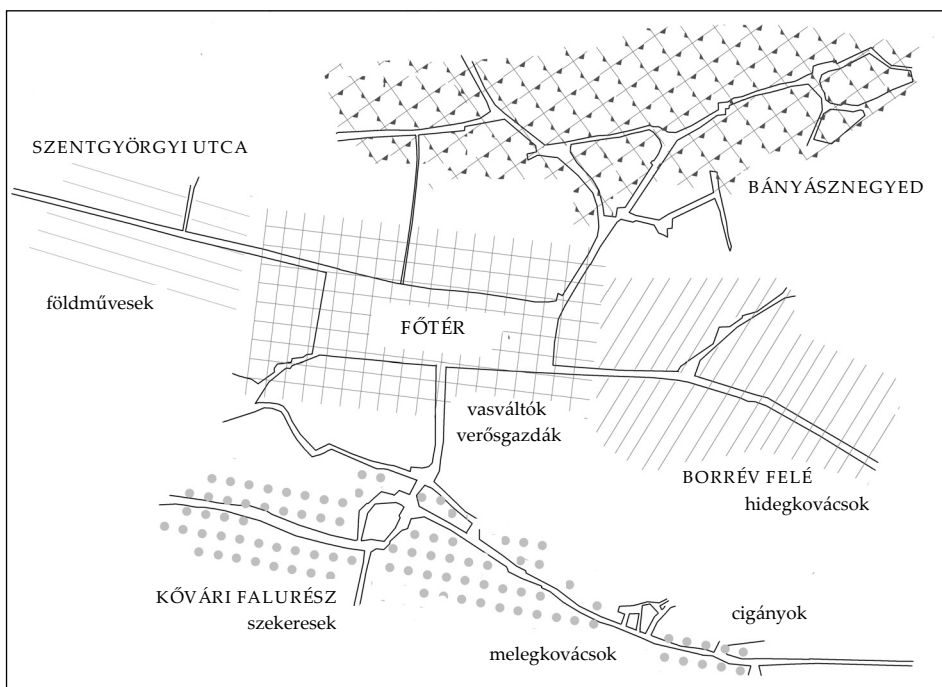 SZENTGYÖRGYI UTCA
BÁNYÁSZNEGYED
földművesek
FŐTÉR
vasváltók
verősgazdák
BORRÉV FELÉ
hidegkovácsok
KŐVÁRI FALURÉSZ
szekeresek
cigányok
melegkovácsok